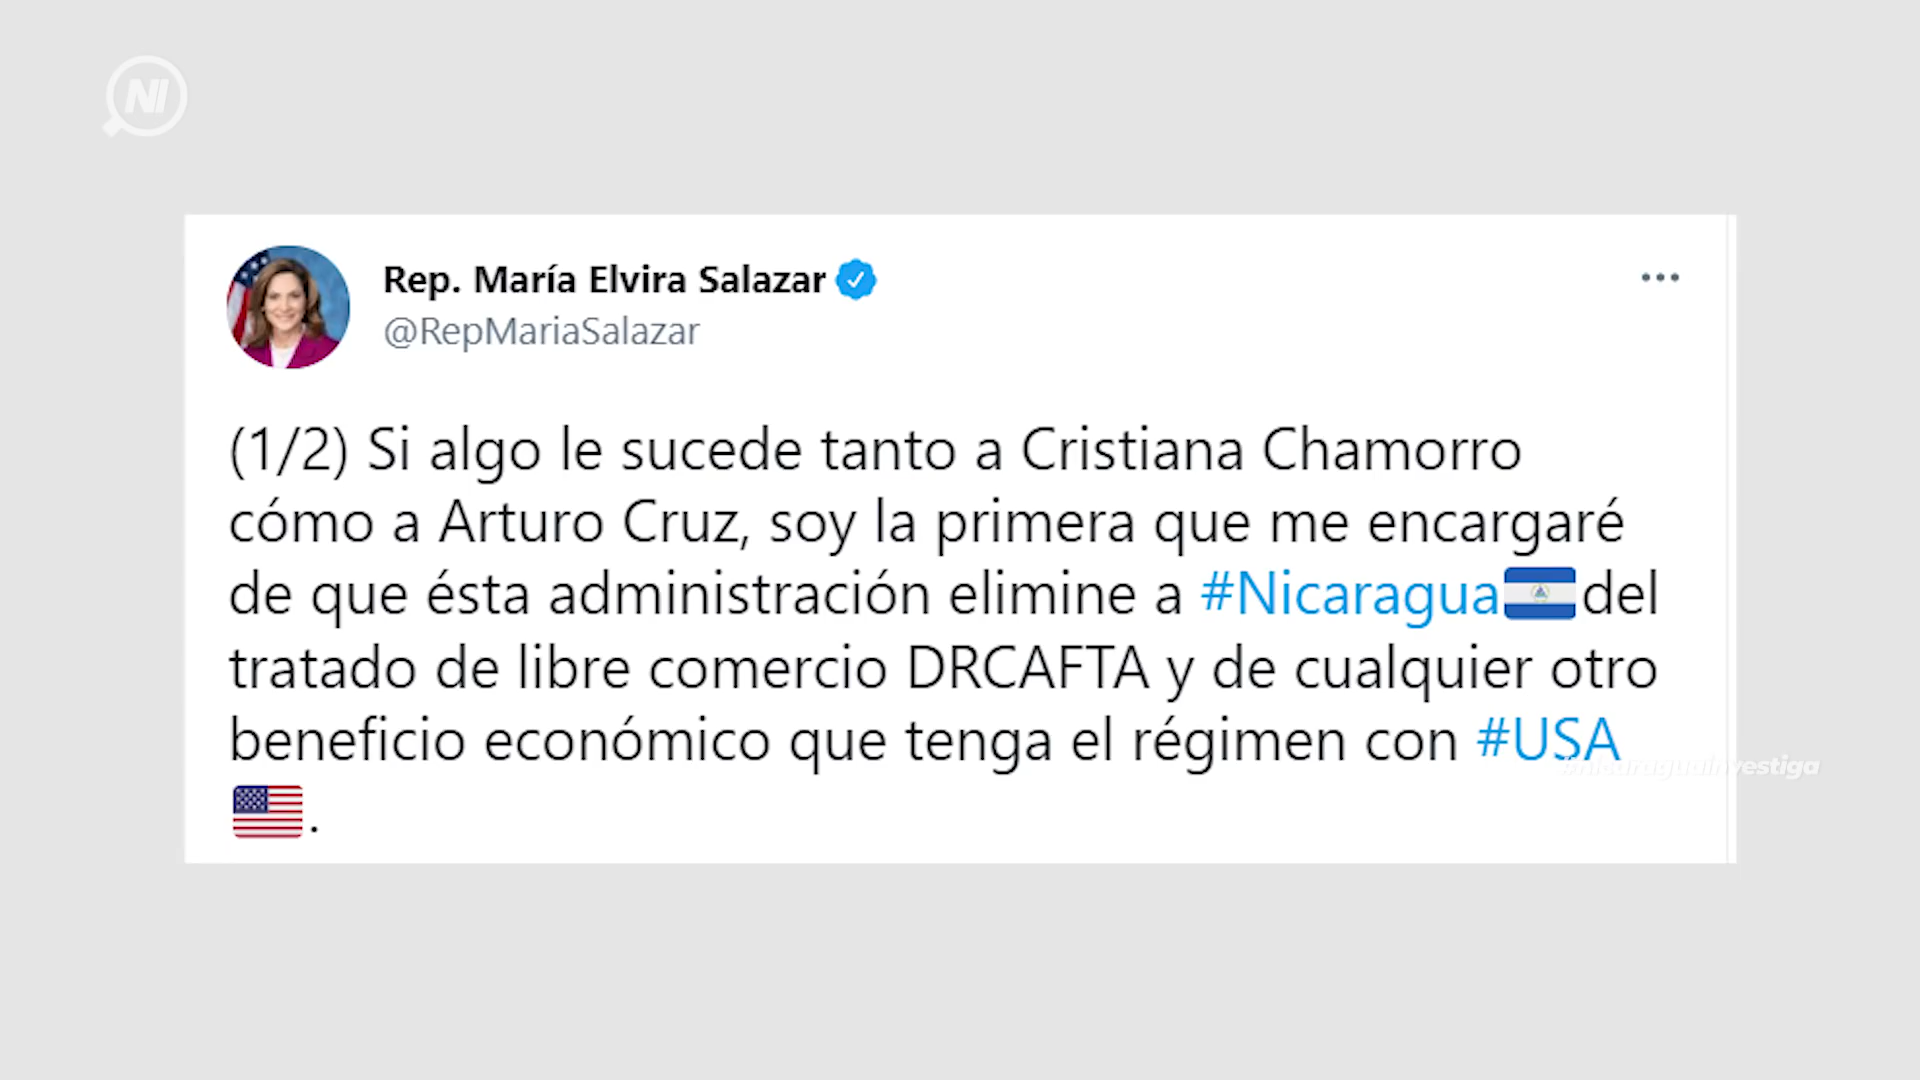 NI
Rep. María Elvira Salazar
@RepMariaSalazar
(1/2) Si algo le sucede tanto a Cristiana Chamorro
cómo a Arturo Cruz, soy la primera que me encargaré
de que ésta administración elimine a #Nicaragua del
tratado de libre comercio DRCAFTA y de cualquier otro
beneficio económico que tenga el régimen con #USA
.
#nicaraguainvestiga